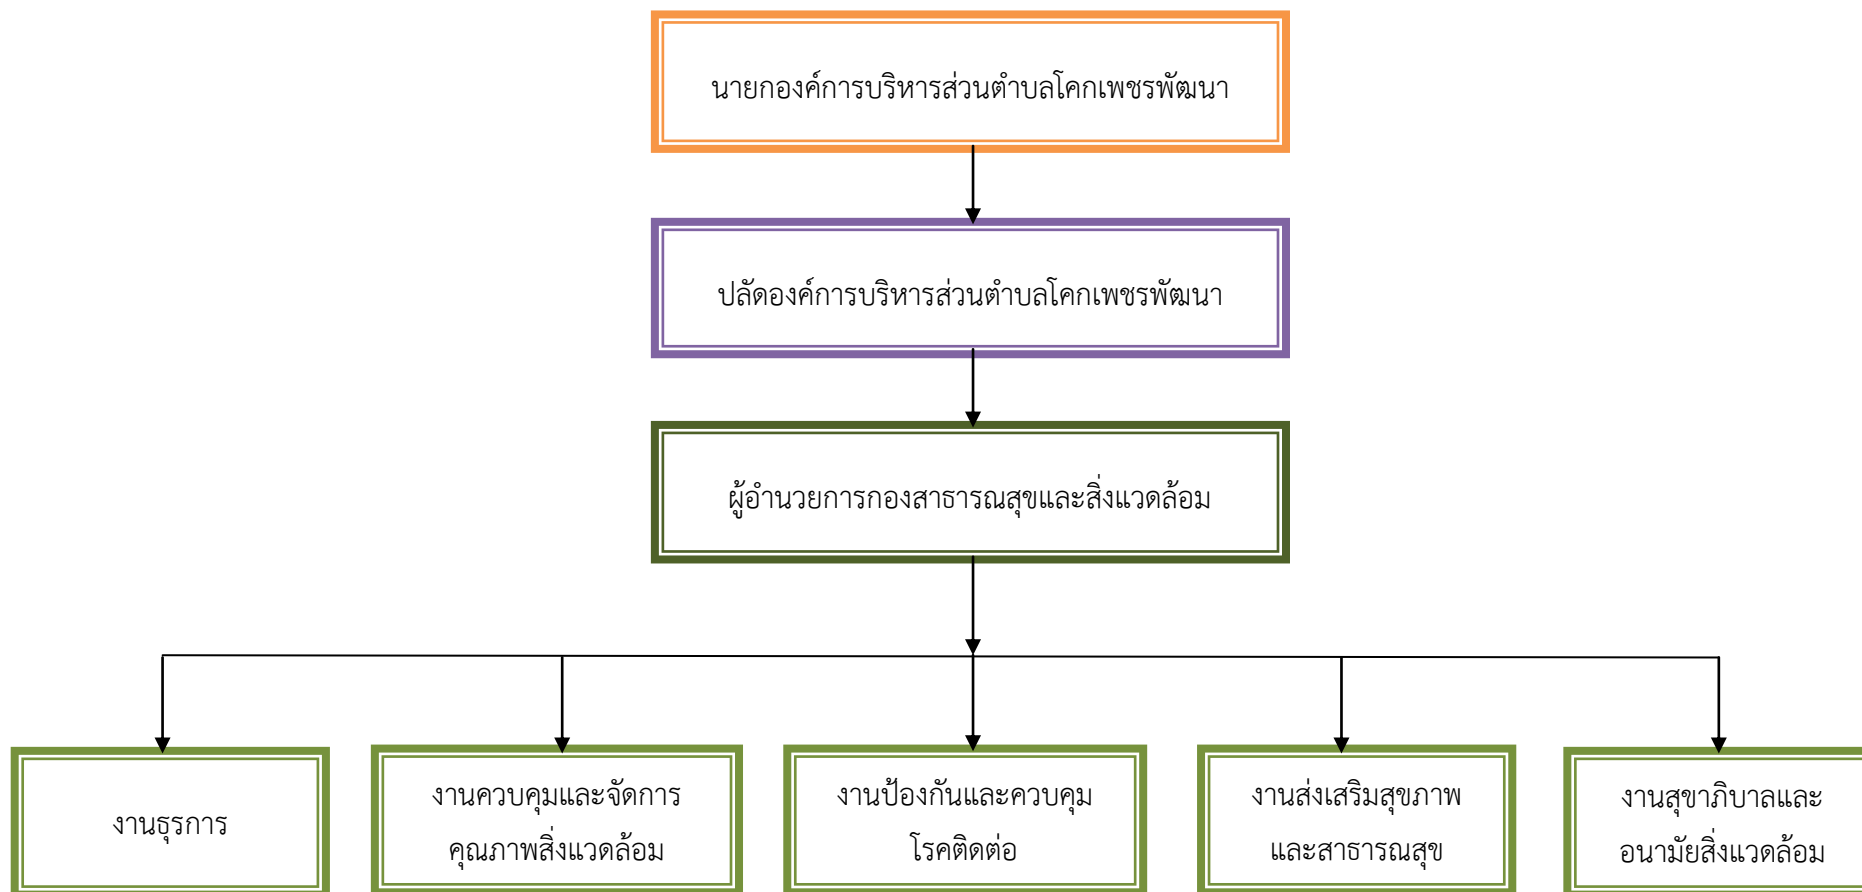 นายกองค์การบริหารส่วนตำบลโคกเพชรพัฒนา
ปลัดองค์การบริหารส่วนตำบลโคกเพชรพัฒนา
ผู้อำนวยการกองสาธารณสุขและสิ่งแวดล้อม
งานธุรการ
งานควบคุมและจัดการ
คุณภาพสิ่งแวดล้อม
งานป้องกันและควบคุม
โรคติดต่อ
งานส่งเสริมสุขภาพ
และสาธารณสุข
งานสุขาภิบาลและ
อนามัยสิ่งแวดล้อม